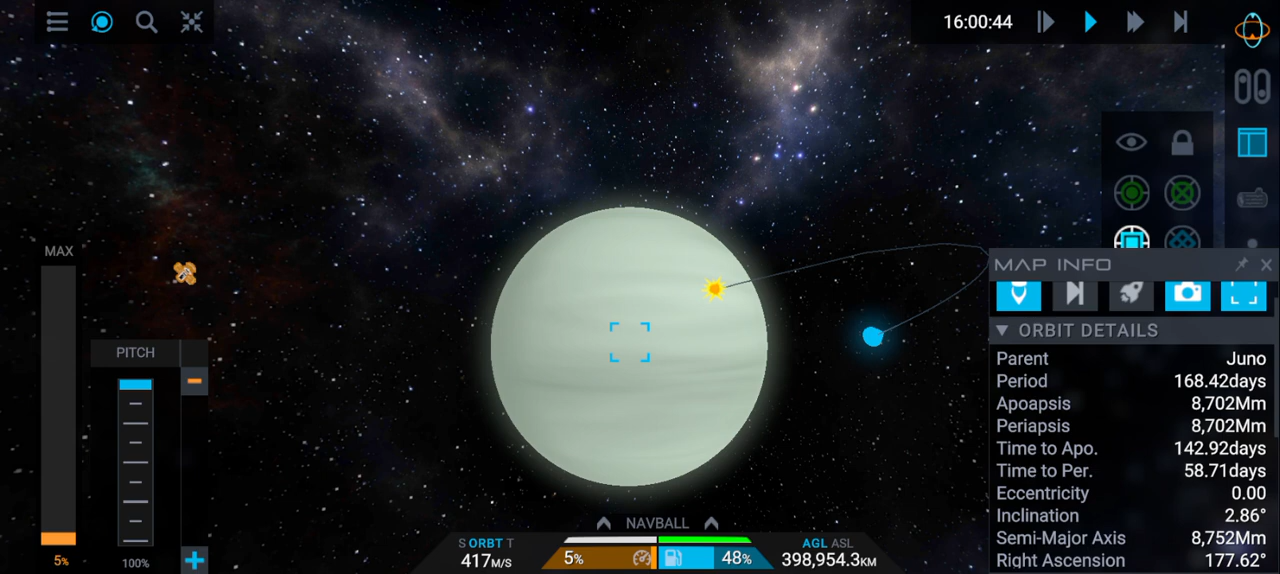 16:00:44
MAX
PITCH
5%
100%
MAP INFO
ORBIT DETAILS
Parent Juno
Period 168.42days
Apoapsis 8,702Mm
Periapsis 8,702Mm
Time to Apo. 142.92days
Time to Per. 58.71days
Eccentricity 0.00
Inclination 2.86°
Semi-Major Axis 8,752Mm
Right Ascension 177.62°
NAVBALL
S ORBIT T
417M/S
5%
48%
AGL ASL
398,954.3KM